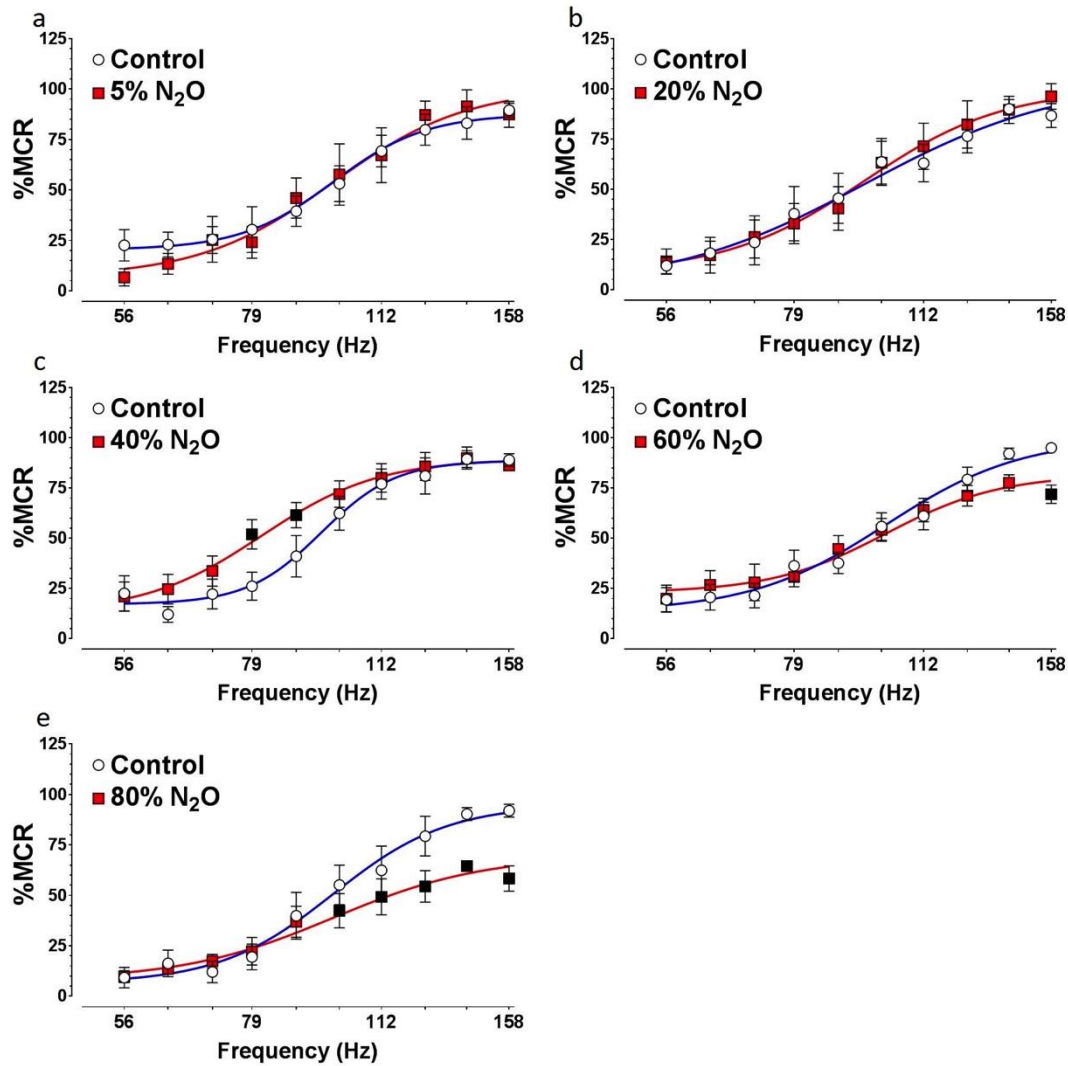 a
125
100
75
50
25
0
%MCR
Control
5% N₂O
56 79 112 158
Frequency (Hz)
b
125
100
75
50
25
0
%MCR
Control
20% N₂O
56 79 112 158
Frequency (Hz)
c
125
100
75
50
25
0
%MCR
Control
40% N₂O
56 79 112 158
Frequency (Hz)
d
125
100
75
50
25
0
%MCR
Control
60% N₂O
56 79 112 158
Frequency (Hz)
e
125
100
75
50
25
0
%MCR
Control
80% N₂O
56 79 112 158
Frequency (Hz)